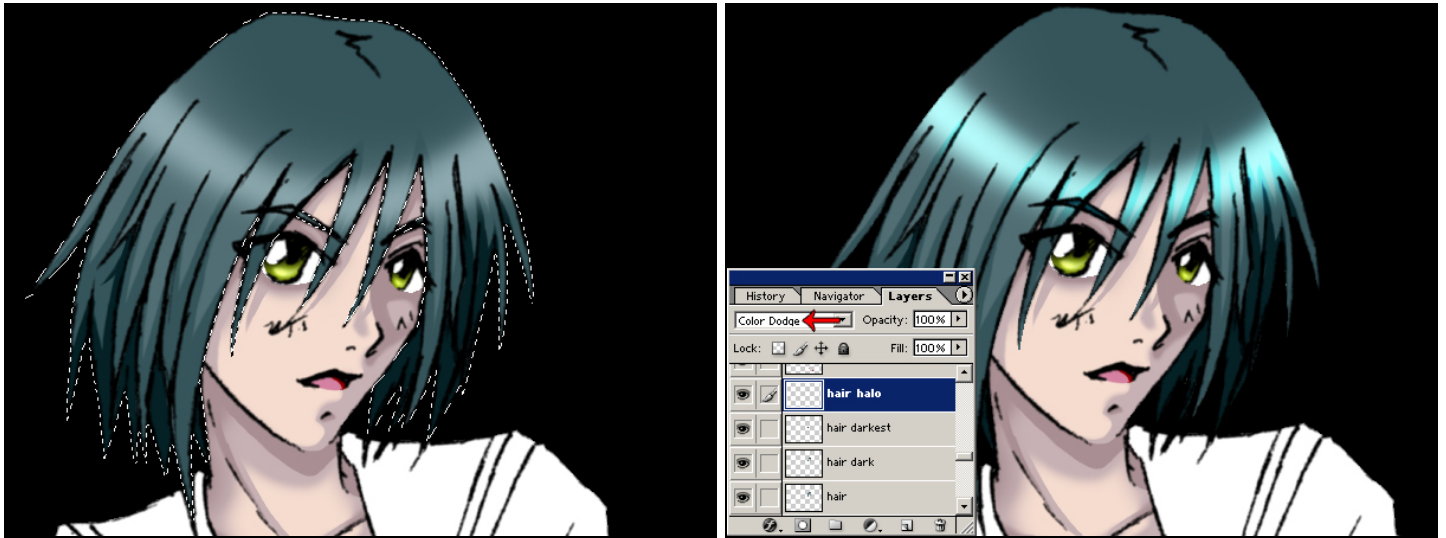 History Navigator Layers
Color Dodge Opacity: 100%
Lock: Fill: 100%
hair halo
hair darkest
hair dark
hair